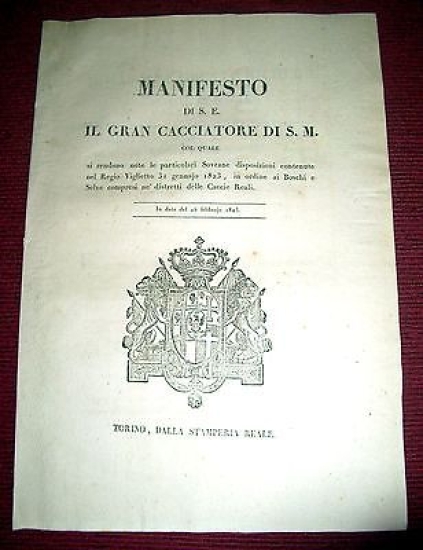 MANIFESTO
DI S. E.
IL GRAN CACCIATORE DI S. M.
COL QUALE
si rendono note le particolari Sovrane disposizioni contenute
nel Regio Viglietto 31 gennajo 1823, in ordine ai Boschi e
Selve compresi ne' distretti delle Caccie Reali.
In data del febbrajo 1823.
TORINO, DALLA STAMPERIA REALE.